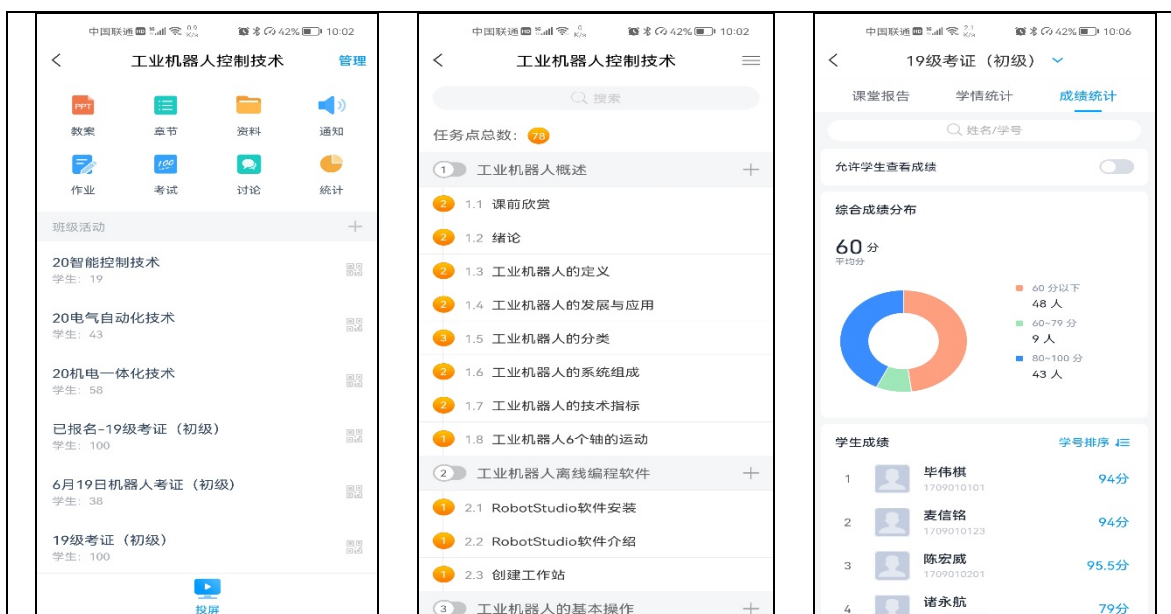 中国联通 HD 0.9 K/s 42% 10:02
工业机器人控制技术 管理
PPT
教案 章节 资料 通知
100
作业 考试 讨论 统计
班级活动
20智能控制技术
学生: 19
20电气自动化技术
学生: 43
20机电一体化技术
学生: 58
已报名-19级考证（初级）
学生: 100
6月19日机器人考证（初级）
学生: 38
19级考证（初级）
学生: 100
投屏
中国联通 HD 0 K/s 42% 10:02
工业机器人控制技术
搜索
任务点总数: 78
1 工业机器人概述
2 1.1 课前欣赏
2 1.2 绪论
2 1.3 工业机器人的定义
2 1.4 工业机器人的发展与应用
3 1.5 工业机器人的分类
2 1.6 工业机器人的系统组成
2 1.7 工业机器人的技术指标
1 1.8 工业机器人6个轴的运动
2 工业机器人离线编程软件
1 2.1 RobotStudio软件安装
1 2.2 RobotStudio软件介绍
1 2.3 创建工作站
3 工业机器人的基本操作
中国联通 HD 2.1 K/s 42% 10:06
19级考证（初级）
课堂报告 学情统计 成绩统计
姓名/学号
允许学生查看成绩
综合成绩分布
60 分
平均分
60 分以下
48 人
60~79 分
9 人
80~100 分
43 人
学生成绩 学号排序
1 毕伟棋 94分
1709010101
2 麦信铭 94分
1709010123
3 陈宏威 95.5分
1709010201
4 诸永航 79分